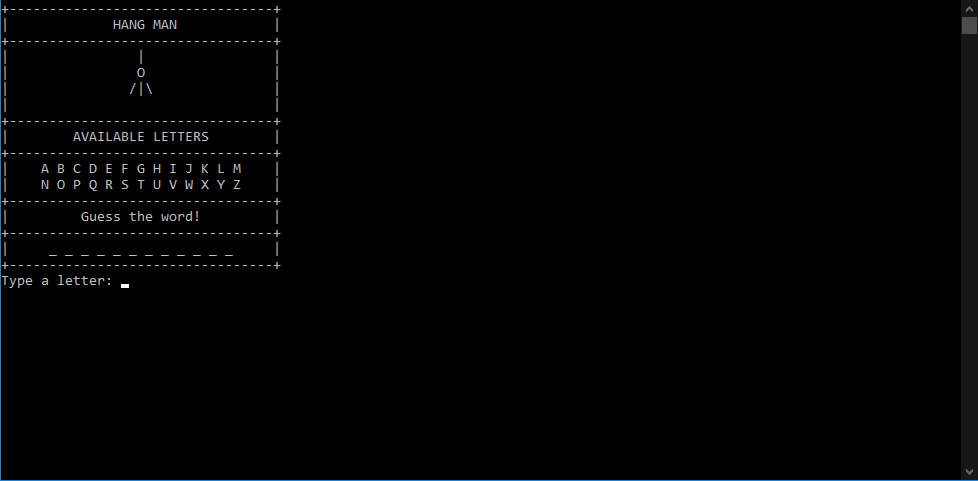 +---------------------------------+
|             HANG MAN            |
+---------------------------------+
|                |                |
|                O                |
|               /|\               |
|                                 |
+---------------------------------+
|        AVAILABLE LETTERS        |
+---------------------------------+
|    A B C D E F G H I J K L M    |
|    N O P Q R S T U V W X Y Z    |
+---------------------------------+
|         Guess the word!         |
+---------------------------------+
|     _ _ _ _ _ _ _ _ _ _ _ _     |
+---------------------------------+
Type a letter: _